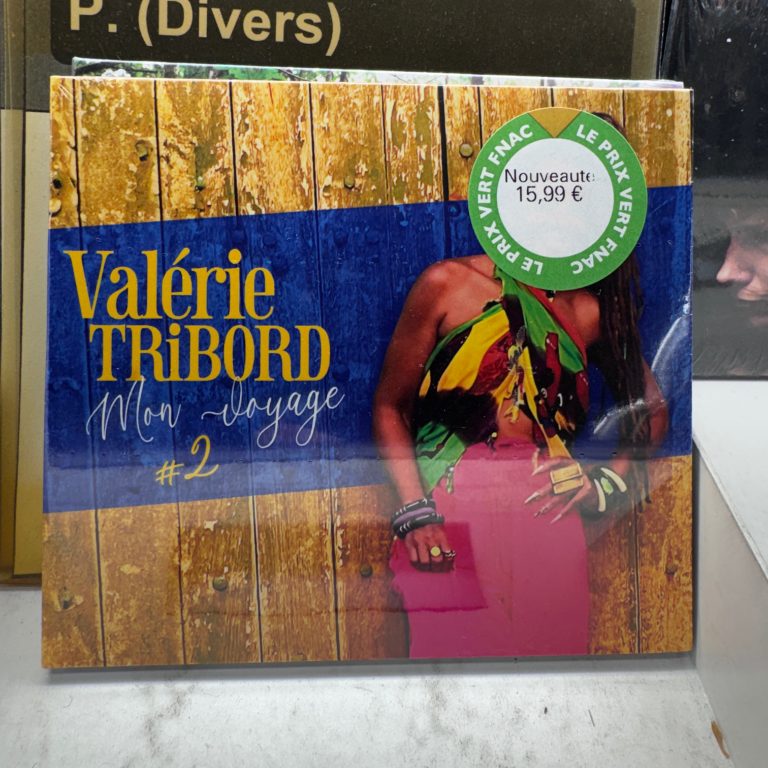 P. (Divers)
LE PRIX VERT FNAC
LE PRIX VERT FNAC
Nouveauté
15,99 €
Valérie
TRiBORD
Mon voyage
#2